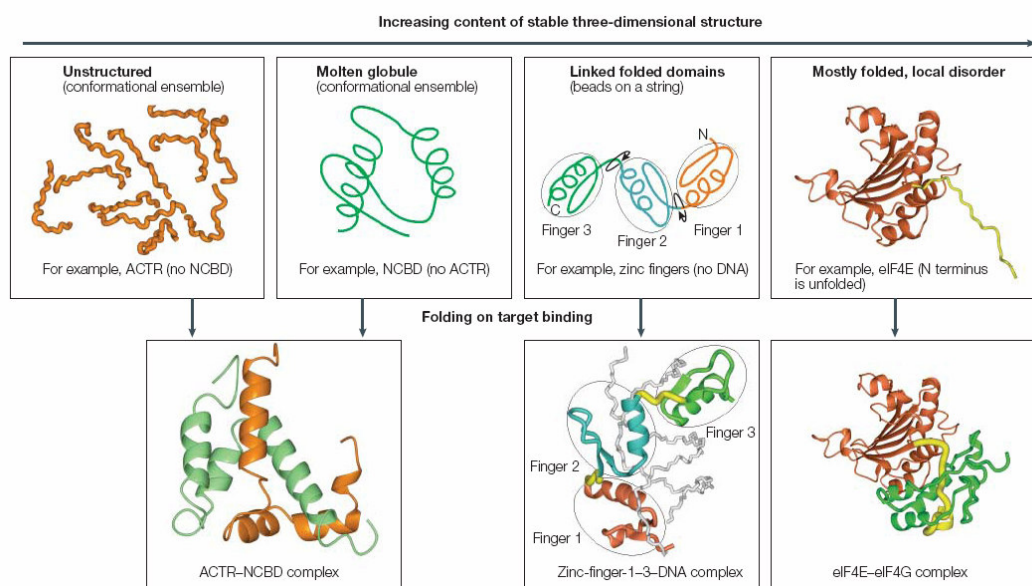 Increasing content of stable three-dimensional structure
Unstructured
(conformational ensemble)
For example, ACTR (no NCBD)
Molten globule
(conformational ensemble)
For example, NCBD (no ACTR)
Linked folded domains
(beads on a string)
N
C
Finger 3
Finger 2
Finger 1
For example, zinc fingers (no DNA)
Mostly folded, local disorder
For example, eIF4E (N terminus
is unfolded)
Folding on target binding
ACTR–NCBD complex
Finger 3
Finger 2
Finger 1
Zinc-finger-1–3–DNA complex
eIF4E–eIF4G complex